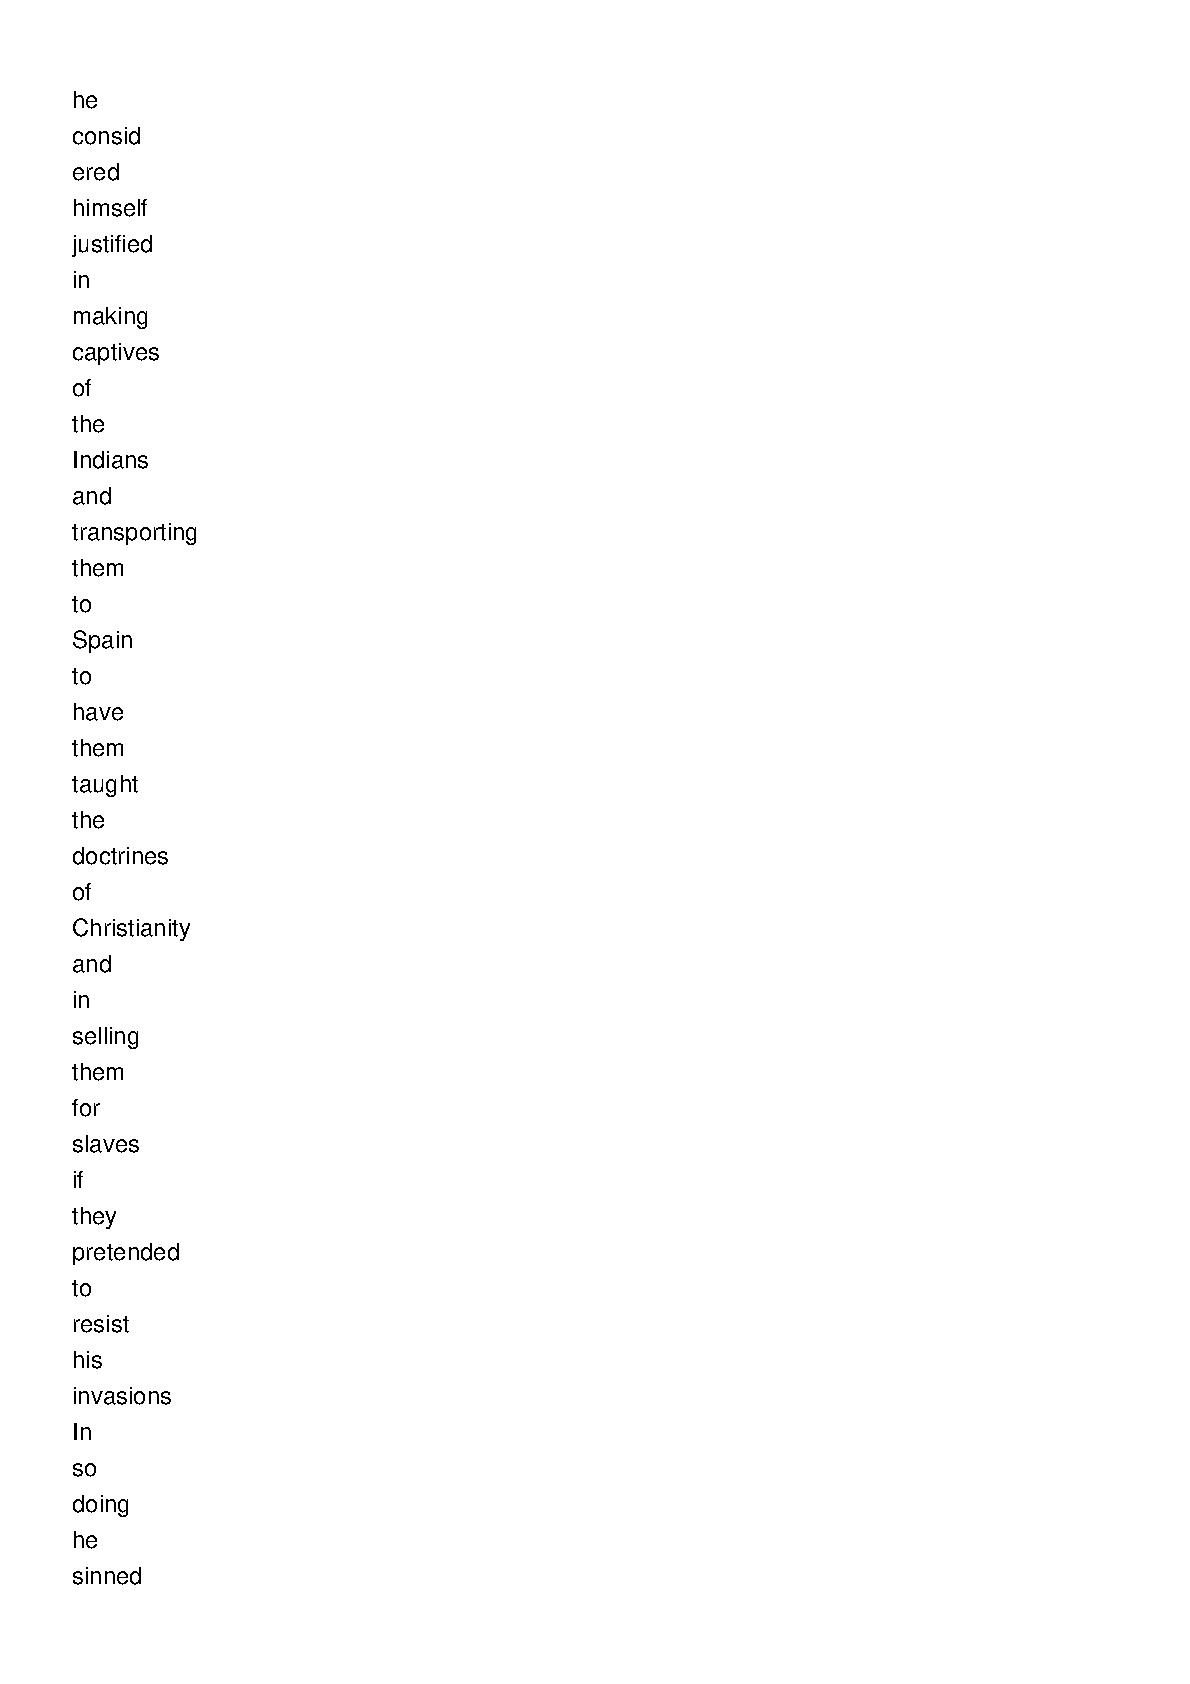 he
consid
ered
himself
justified
in
making
captives
of
the
Indians
and
transporting
them
to
Spain
to
have
them
taught
the
doctrines
of
Christianity
and
in
selling
them
for
slaves
if
they
pretended
to
resist
his
invasions
In
so
doing
he
sinned